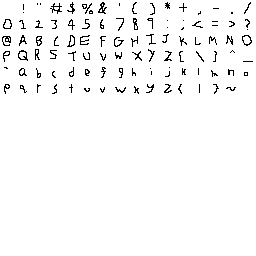 ! " # $ % & ' ( ) * + , - . /
0 1 2 3 4 5 6 7 8 9 : ; < = > ?
@ A B C D E F G H I J K L M N O
P Q R S T U V W X Y Z [ \ ] ^ _
` a b c d e f g h i j k l m n o
p q r s t u v w x y z { | } ~